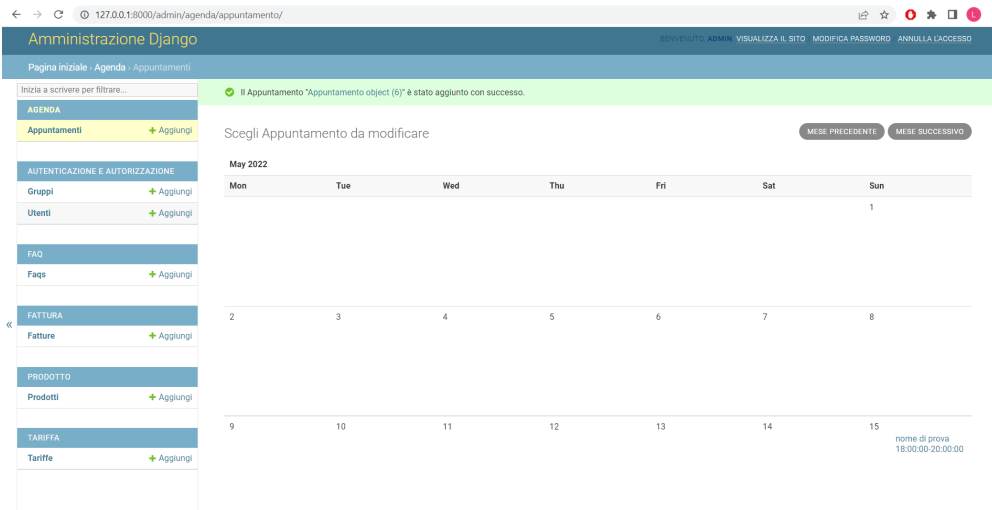 127.0.0.1:8000/admin/agenda/appuntamento/
L
Amministrazione Django
BENVENUTO, ADMIN VISUALIZZA IL SITO MODIFICA PASSWORD ANNULLA L'ACCESSO
Pagina iniziale › Agenda › Appuntamenti
Inizia a scrivere per filtrare...
AGENDA
Appuntamenti + Aggiungi
AUTENTICAZIONE E AUTORIZZAZIONE
Gruppi + Aggiungi
Utenti + Aggiungi
FAQ
Faqs + Aggiungi
FATTURA
Fatture + Aggiungi
PRODOTTO
Prodotti + Aggiungi
TARIFFA
Tariffe + Aggiungi
«
Il Appuntamento "Appuntamento object (6)" è stato aggiunto con successo.
Scegli Appuntamento da modificare
MESE PRECEDENTE MESE SUCCESSIVO
May 2022
Mon Tue Wed Thu Fri Sat Sun
1
2 3 4 5 6 7 8
9 10 11 12 13 14 15
nome di prova
18:00:00-20:00:00